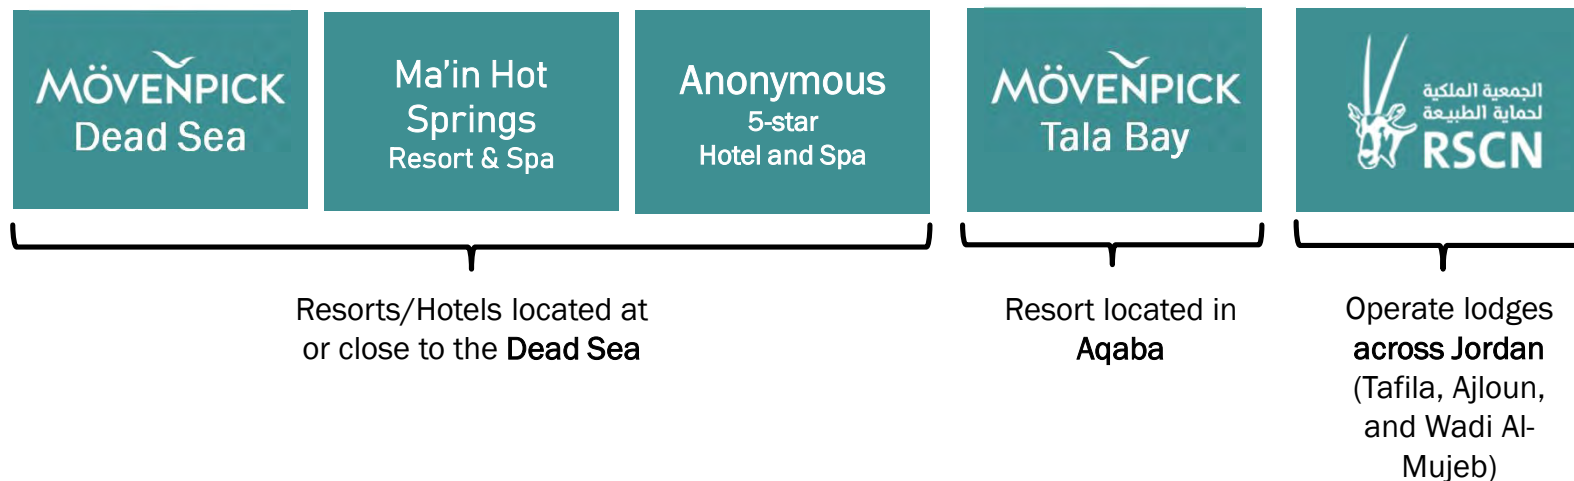 MÖVENPICK
Dead Sea
Ma'in Hot
Springs
Resort & Spa
Anonymous
5-star
Hotel and Spa
MÖVENPICK
Tala Bay
الجمعية الملكية
لحماية الطبيعة
RSCN
Resorts/Hotels located at
or close to the Dead Sea
Resort located in
Aqaba
Operate lodges
across Jordan
(Tafila, Ajloun,
and Wadi Al-
Mujeb)